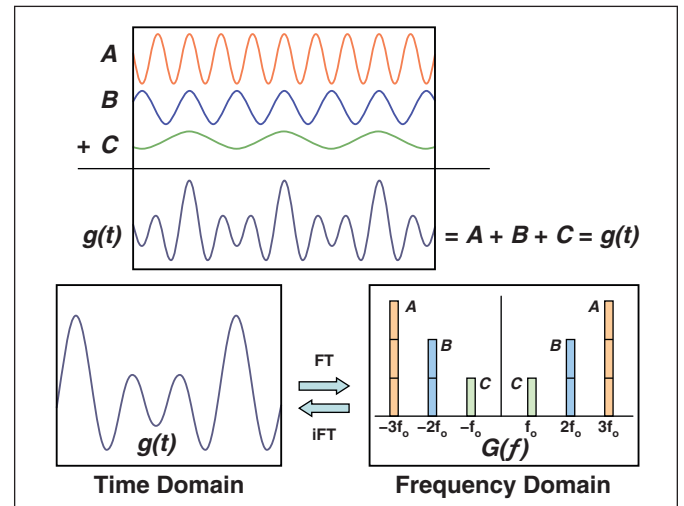 A
B
+ C
g(t)
= A + B + C = g(t)
A
A
B
B
C
C
FT
iFT
−3fₒ −2fₒ −fₒ fₒ 2fₒ 3fₒ
g(t)
G(f)
Time Domain
Frequency Domain